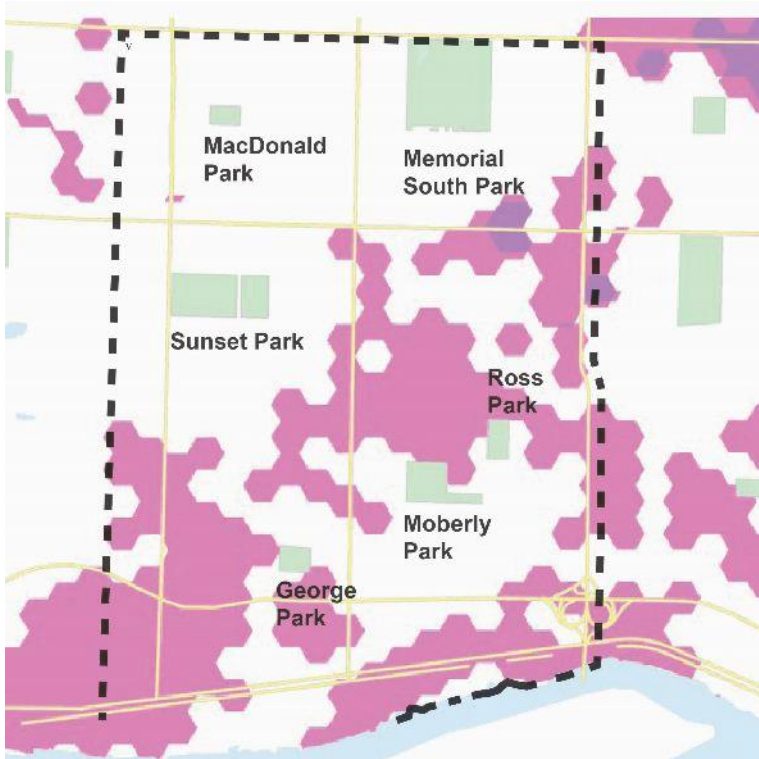 v
MacDonald
Park
Memorial
South Park
Sunset Park
Ross
Park
Moberly
Park
George
Park